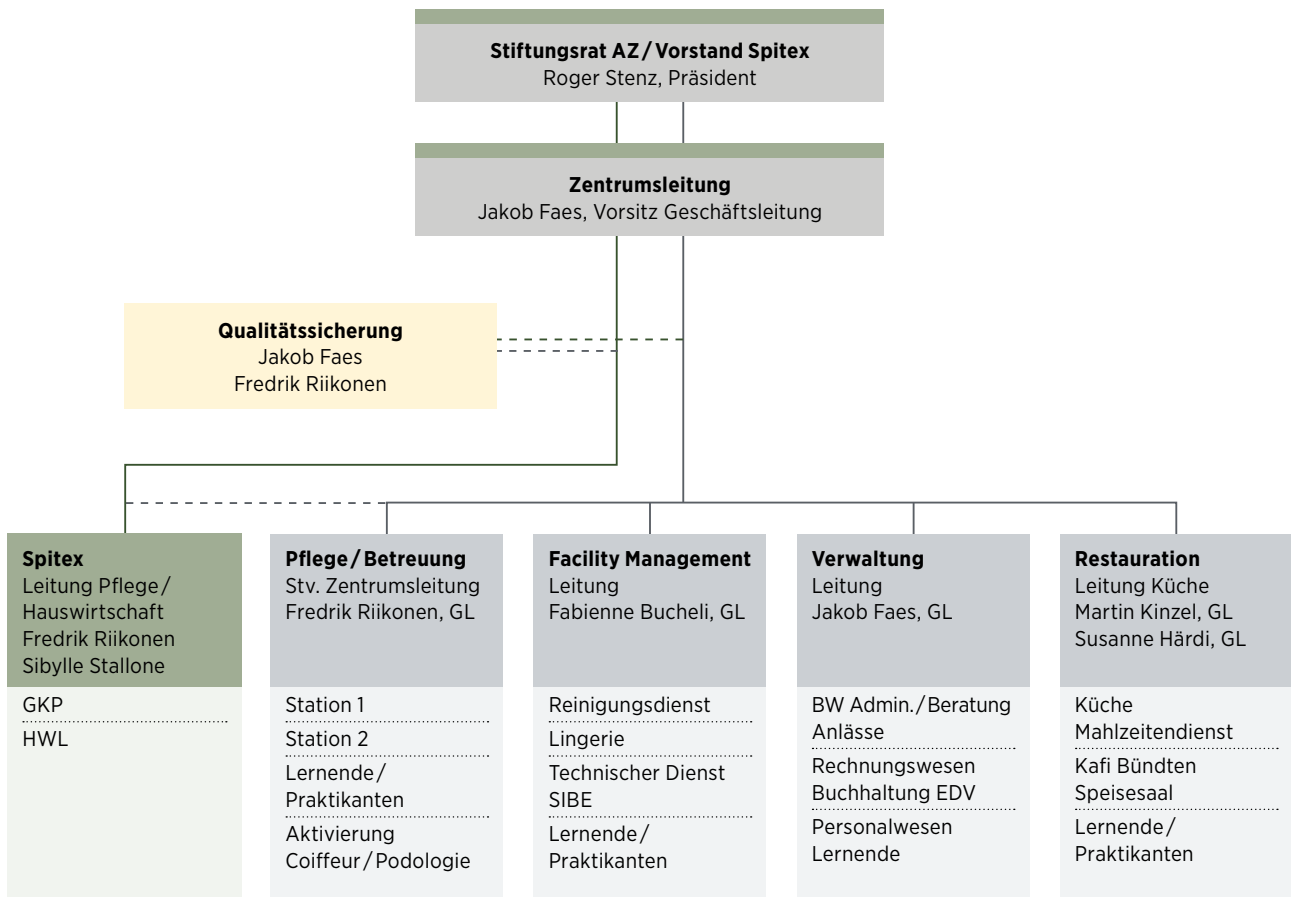 Stiftungsrat AZ/Vorstand Spitex
Roger Stenz, Präsident
Zentrumsleitung
Jakob Faes, Vorsitz Geschäftsleitung
Qualitätssicherung
Jakob Faes
Fredrik Riikonen
Spitex
Leitung Pflege/
Hauswirtschaft
Fredrik Riikonen
Sibylle Stallone
GKP
HWL
Pflege/Betreuung
Stv. Zentrumsleitung
Fredrik Riikonen, GL
Station 1
Station 2
Lernende/
Praktikanten
Aktivierung
Coiffeur/Podologie
Facility Management
Leitung
Fabienne Bucheli, GL
Reinigungsdienst
Lingerie
Technischer Dienst
SIBE
Lernende/
Praktikanten
Verwaltung
Leitung
Jakob Faes, GL
BW Admin./Beratung
Anlässe
Rechnungswesen
Buchhaltung EDV
Personalwesen
Lernende
Restauration
Leitung Küche
Martin Kinzel, GL
Susanne Härdi, GL
Küche
Mahlzeitendienst
Kafi Bündten
Speisesaal
Lernende/
Praktikanten